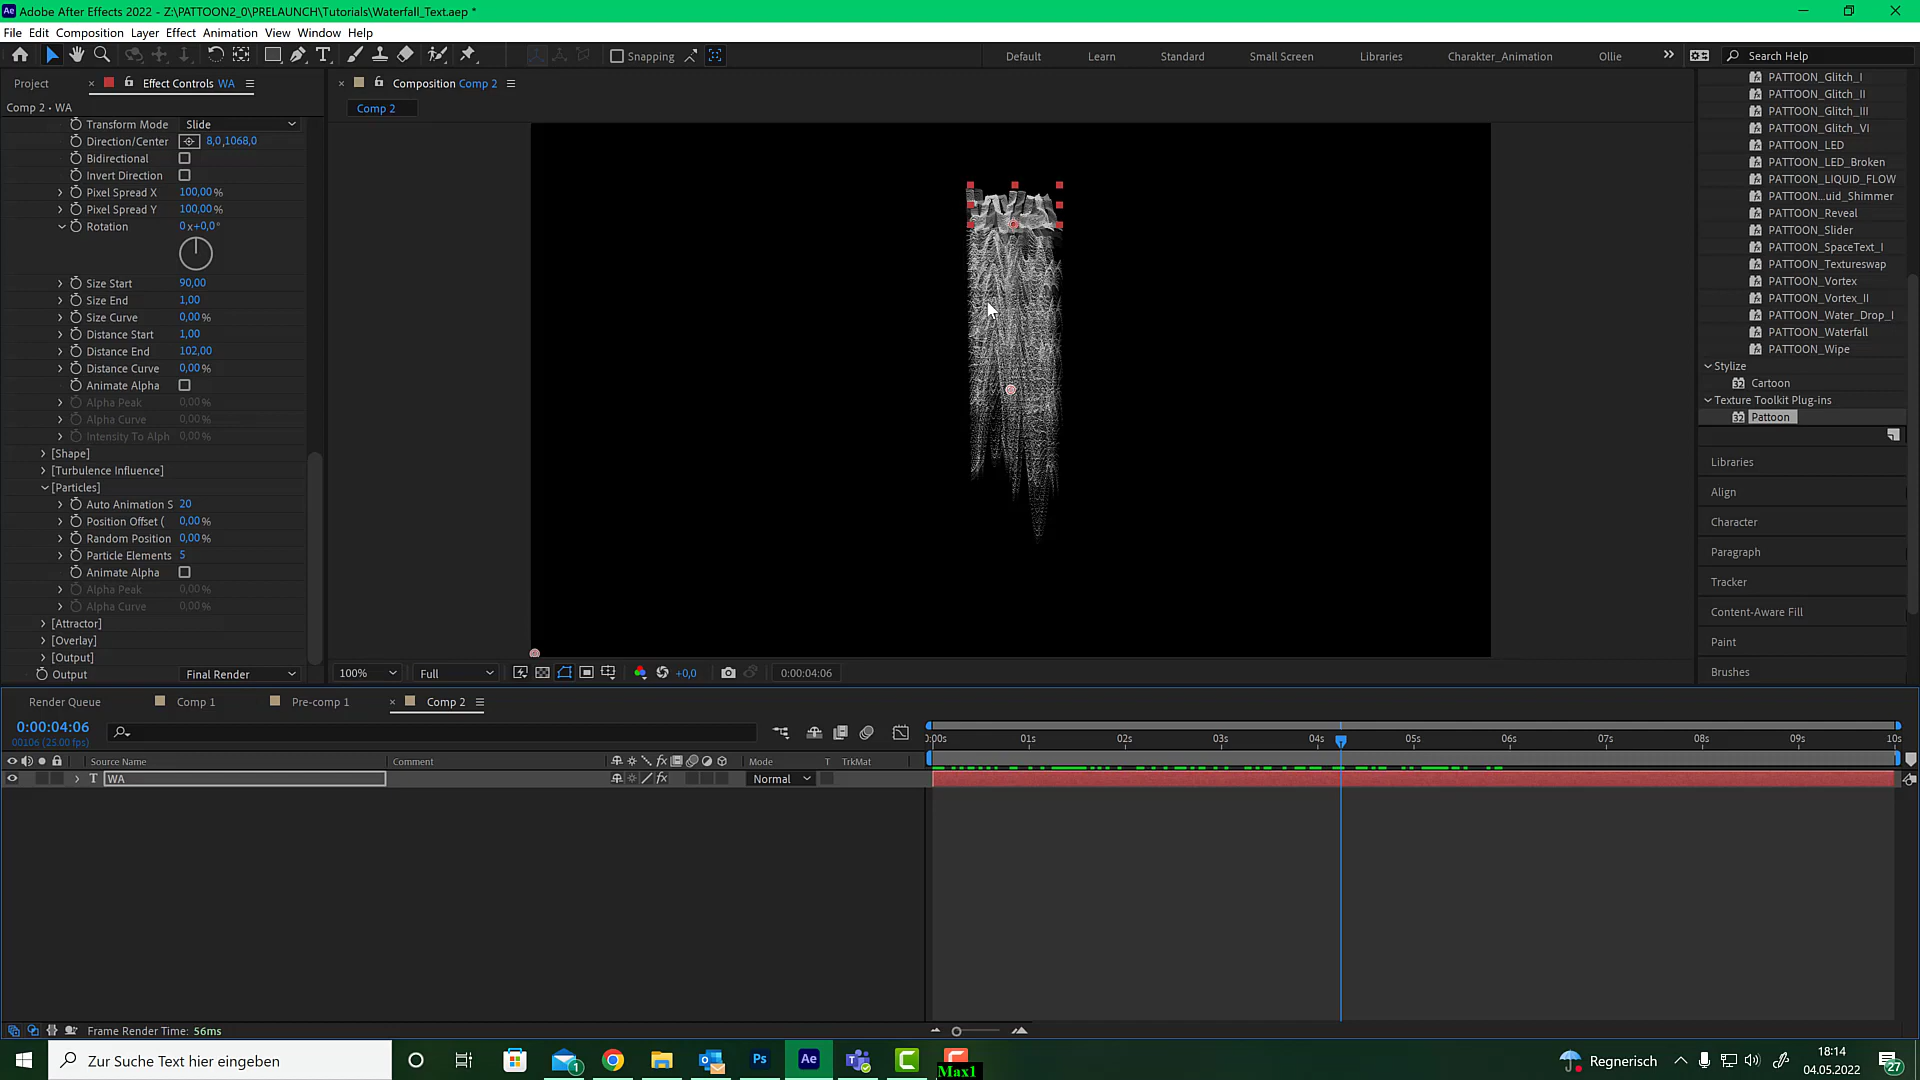 Adobe After Effects 2022 - Z:\PATTOON2_0\PRELAUNCH\Tutorials\Waterfall_Text.aep *
File Edit Composition Layer Effect Animation View Window Help
Snapping
Default Learn Standard Small Screen Libraries Charakter_Animation Ollie
Search Help
Project
Effect Controls WA
Comp 2 • WA
Transform Mode Slide
Direction/Center 8,0,1068,0
Bidirectional
Invert Direction
Pixel Spread X 100,00 %
Pixel Spread Y 100,00 %
Rotation 0 x+0,0°
Size Start 90,00
Size End 1,00
Size Curve 0,00 %
Distance Start 1,00
Distance End 102,00
Distance Curve 0,00 %
Animate Alpha
Alpha Peak 0,00 %
Alpha Curve 0,00 %
Intensity To Alph 0,00 %
[Shape]
[Turbulence Influence]
[Particles]
Auto Animation S 20
Position Offset ( 0,00 %
Random Position 0,00 %
Particle Elements 5
Animate Alpha
Alpha Peak 0,00 %
Alpha Curve 0,00 %
[Attractor]
[Overlay]
[Output]
Output Final Render
Composition Comp 2
Comp 2
100% Full +0,0 0:00:04:06
PATTOON_Glitch_I
PATTOON_Glitch_II
PATTOON_Glitch_III
PATTOON_Glitch_VI
PATTOON_LED
PATTOON_LED_Broken
PATTOON_LIQUID_FLOW
PATTOON...uid_Shimmer
PATTOON_Reveal
PATTOON_Slider
PATTOON_SpaceText_I
PATTOON_Textureswap
PATTOON_Vortex
PATTOON_Vortex_II
PATTOON_Water_Drop_I
PATTOON_Waterfall
PATTOON_Wipe
Stylize
Cartoon
Texture Toolkit Plug-ins
Pattoon
Libraries
Align
Character
Paragraph
Tracker
Content-Aware Fill
Paint
Brushes
Render Queue Comp 1 Pre-comp 1 Comp 2
0:00:04:06
00106 (25.00 fps)
Source Name Comment Mode T TrkMat
T WA Normal
:00s 01s 02s 03s 04s 05s 06s 07s 08s 09s 10s
Frame Render Time: 56ms
Zur Suche Text hier eingeben
1
Ps Ae
Max1
Regnerisch
18:14
04.05.2022
27